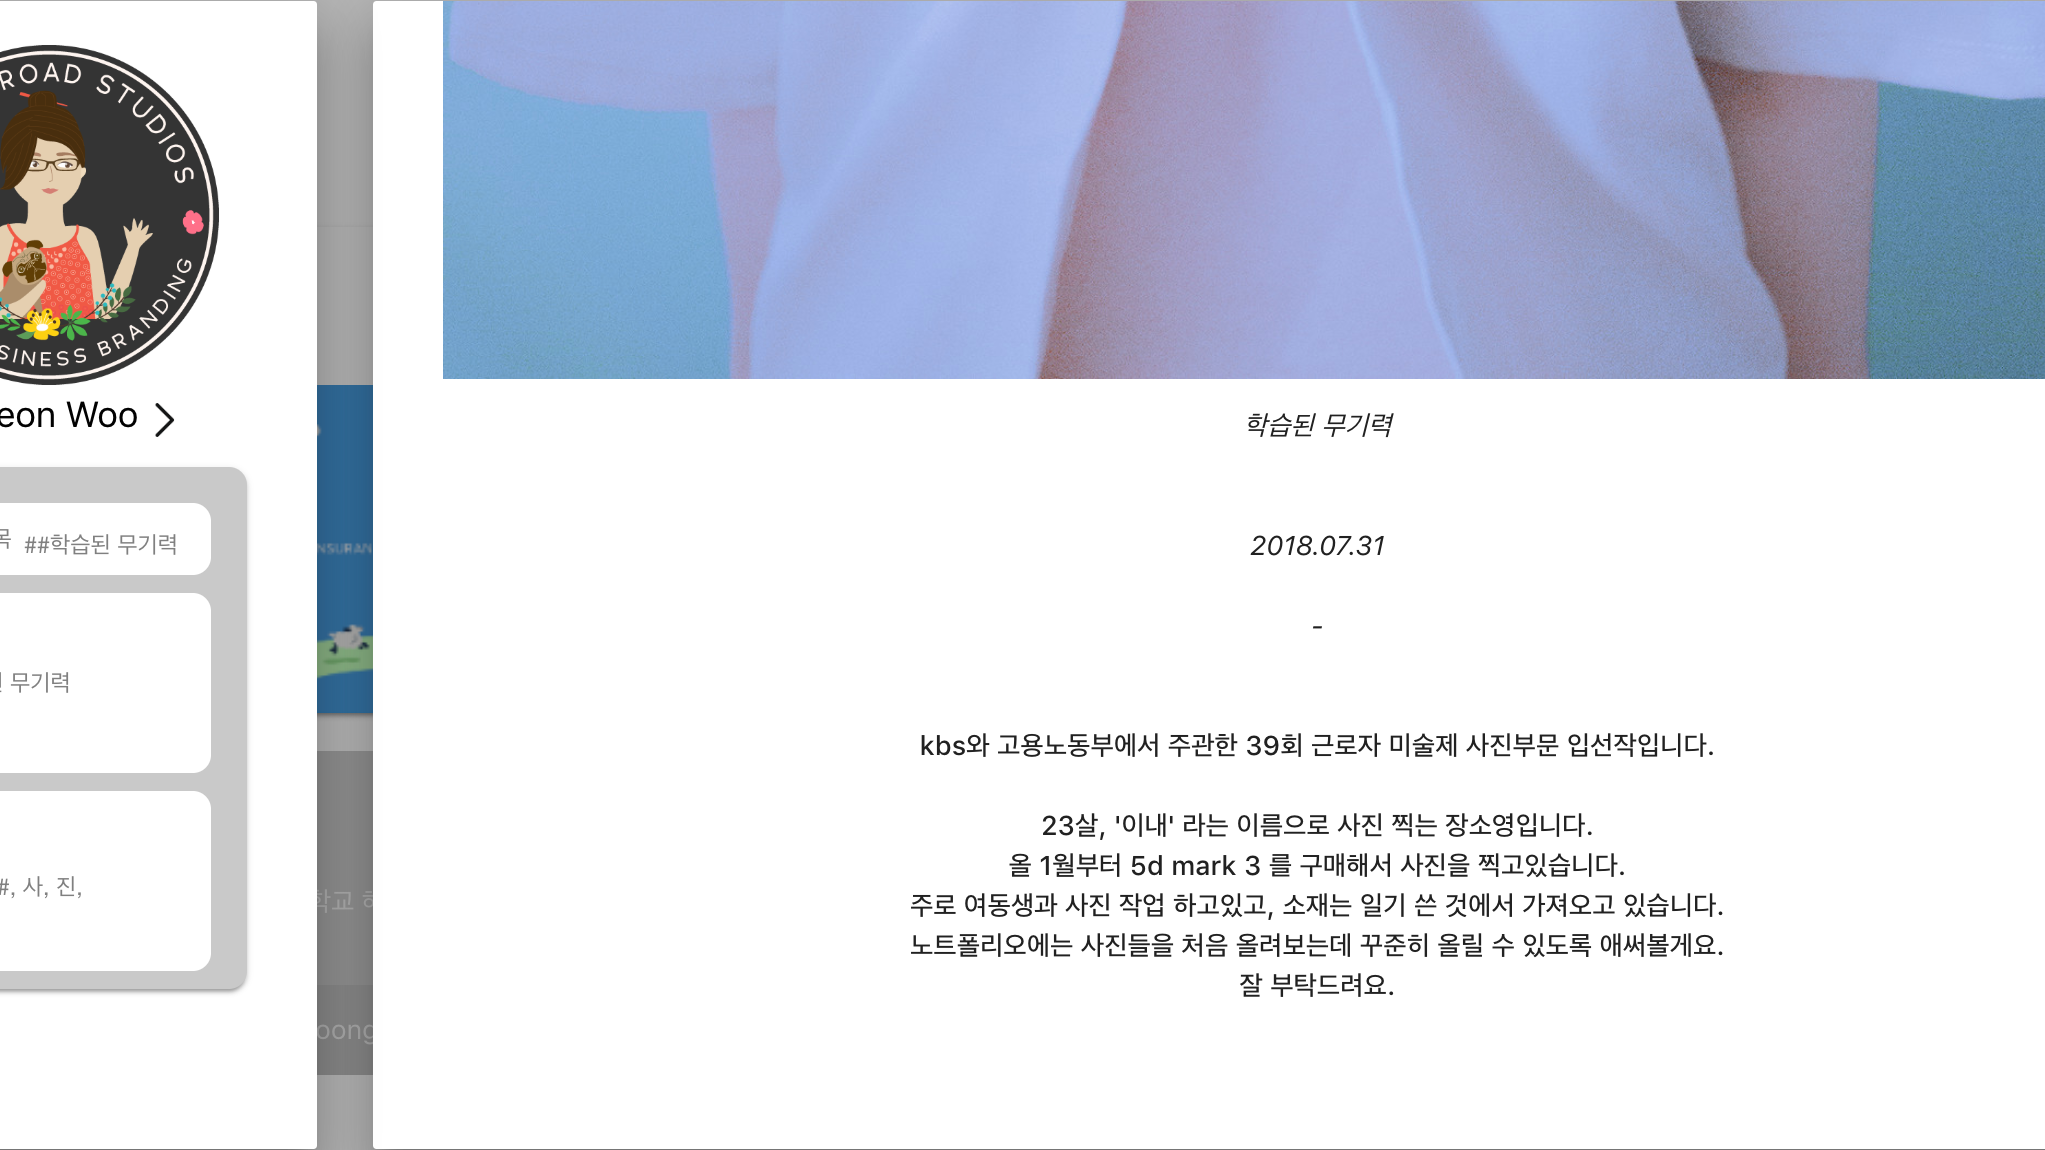 ROAD STUDIOS
SINESS BRANDING
eon Woo
목 ##학습된 무기력
무기력
#, 사, 진,
NSURAN
학교
oong
학습된 무기력
2018.07.31
-
kbs와 고용노동부에서 주관한 39회 근로자 미술제 사진부문 입선작입니다.
23살, '이내' 라는 이름으로 사진 찍는 장소영입니다.
올 1월부터 5d mark 3 를 구매해서 사진을 찍고있습니다.
주로 여동생과 사진 작업 하고있고, 소재는 일기 쓴 것에서 가져오고 있습니다.
노트폴리오에는 사진들을 처음 올려보는데 꾸준히 올릴 수 있도록 애써볼게요.
잘 부탁드려요.